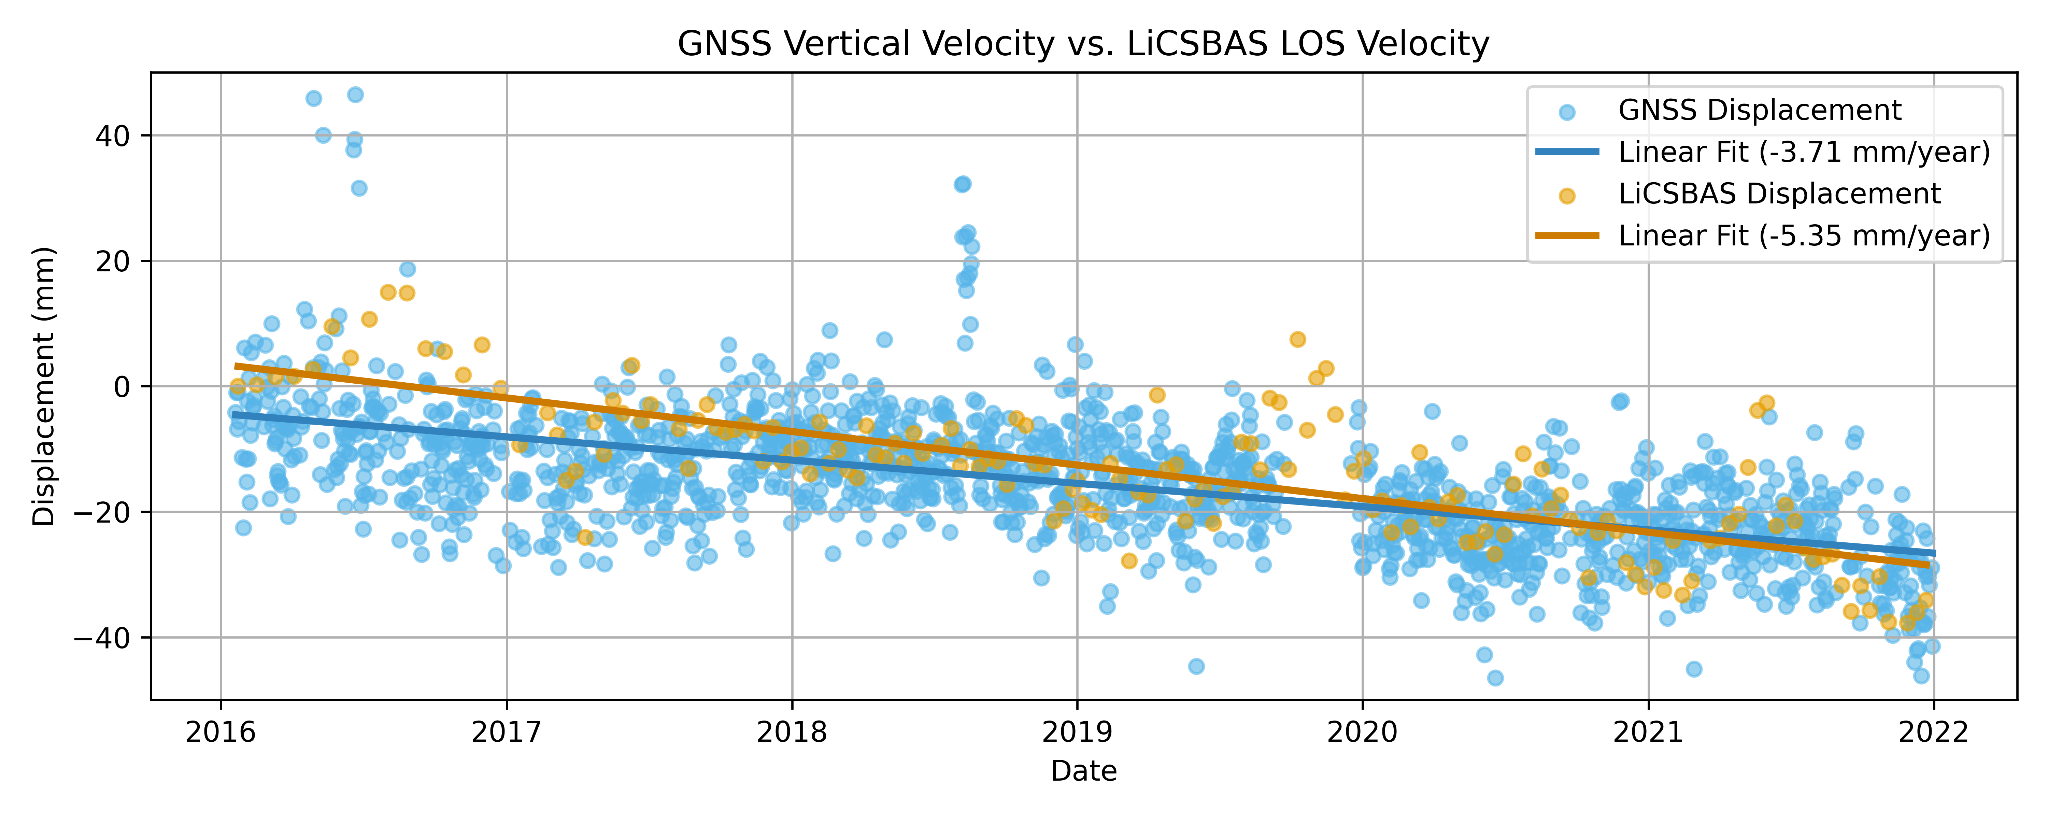 GNSS Vertical Velocity vs. LiCSBAS LOS Velocity
GNSS Displacement
Linear Fit (-3.71 mm/year)
LiCSBAS Displacement
Linear Fit (-5.35 mm/year)
Displacement (mm)
40
20
0
−20
−40
2016 2017 2018 2019 2020 2021 2022
Date